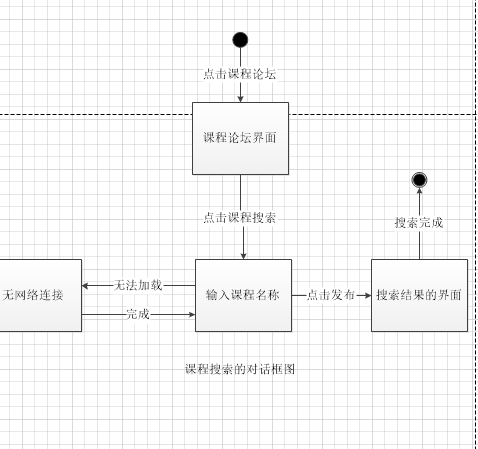 点击课程论坛
课程论坛界面
点击课程搜索
搜索完成
无网络连接
无法加载
完成
输入课程名称
点击发布
搜索结果的界面
课程搜索的对话框图